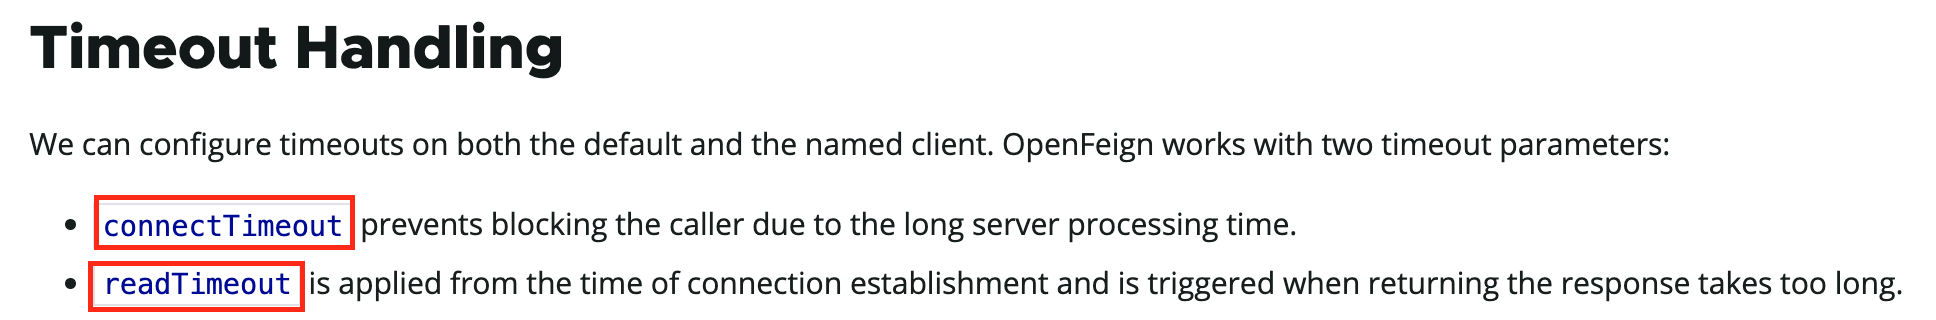 Timeout Handling
We can configure timeouts on both the default and the named client. OpenFeign works with two timeout parameters:
• connectTimeout prevents blocking the caller due to the long server processing time.
• readTimeout is applied from the time of connection establishment and is triggered when returning the response takes too long.